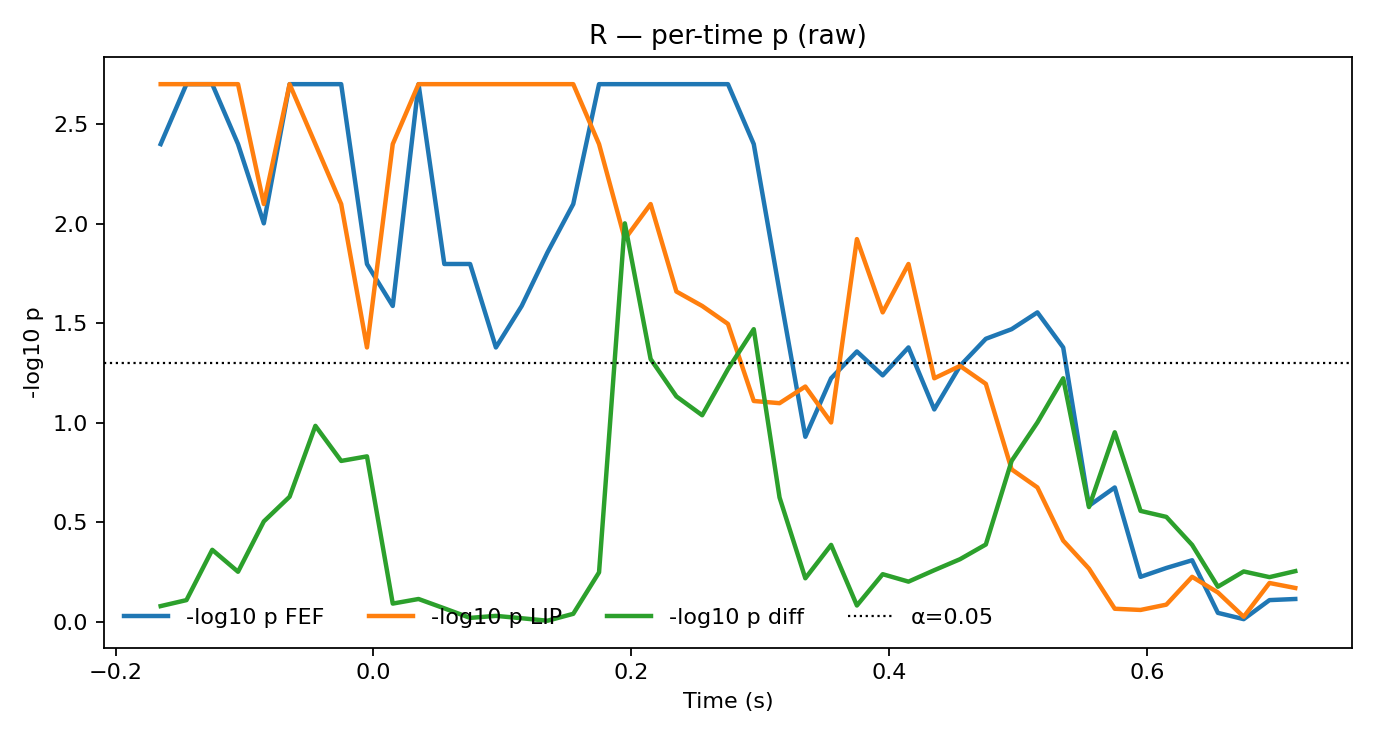 R — per-time p (raw)
-log10 p
2.5
2.0
1.5
1.0
0.5
0.0
-log10 p FEF -log10 p LIP -log10 p diff α=0.05
−0.2 0.0 0.2 0.4 0.6
Time (s)